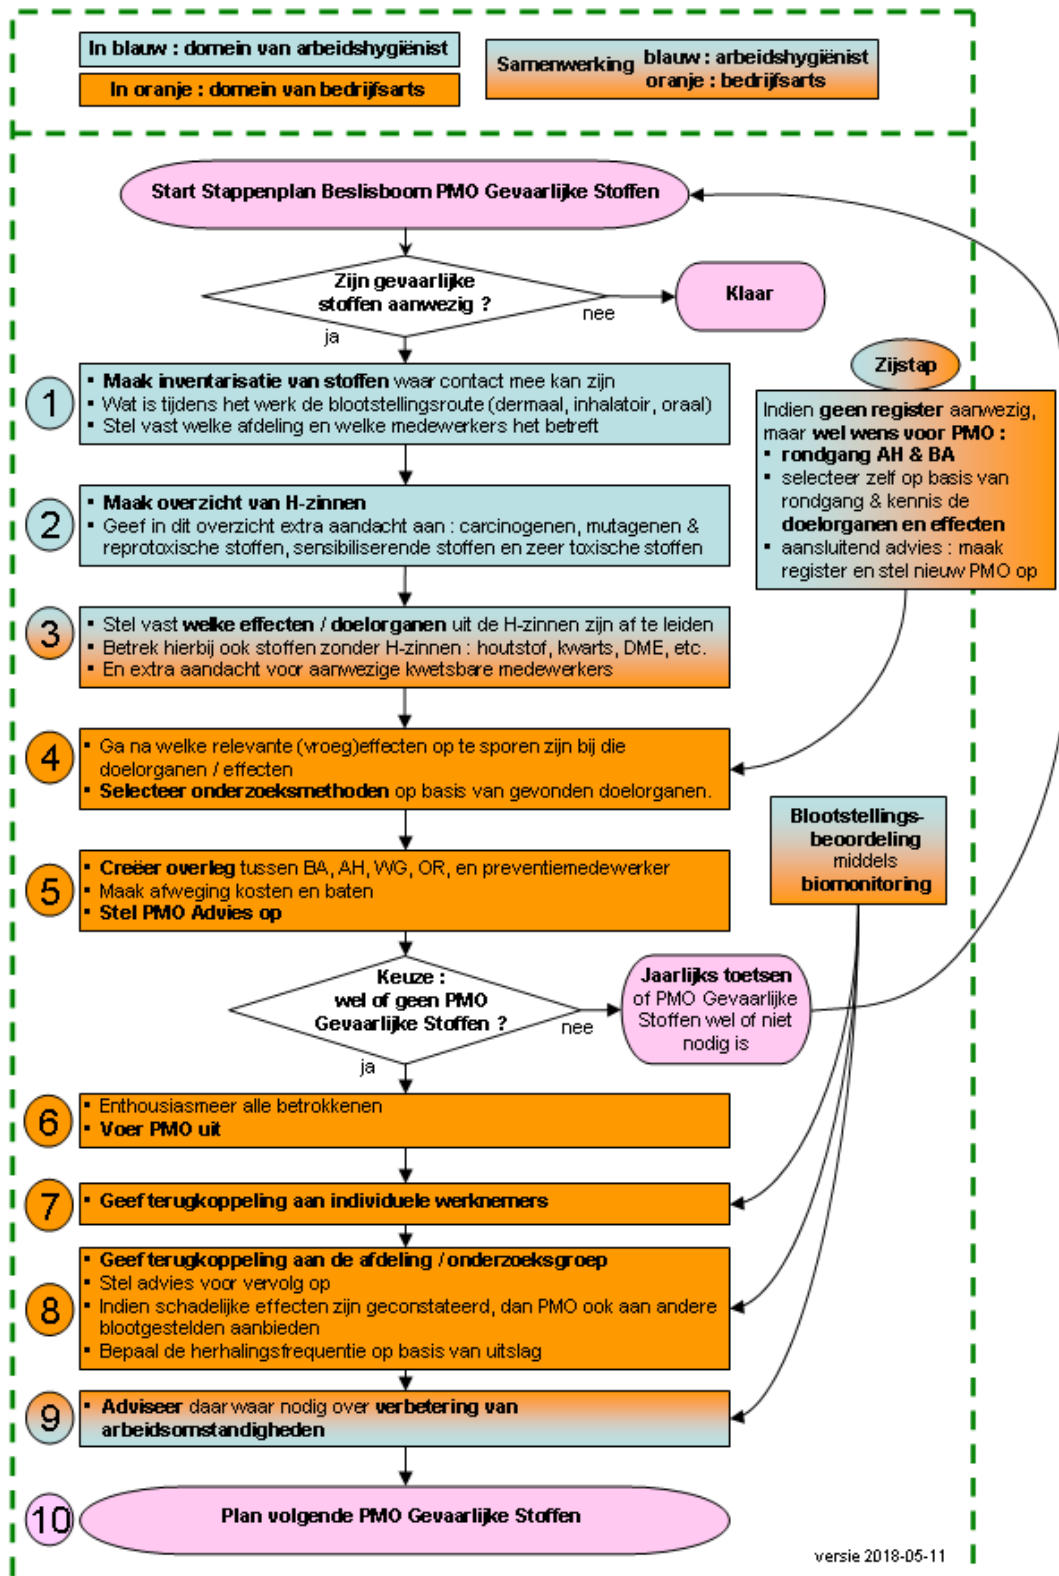 In blauw : domein van arbeidshygiënist
In oranje : domein van bedrijfsarts
Samenwerking blauw : arbeidshygiënist
oranje : bedrijfsarts
Start Stappenplan Beslisboom PMO Gevaarlijke Stoffen
Zijn gevaarlijke
stoffen aanwezig ?
nee
Klaar
ja
1
▪ Maak inventarisatie van stoffen waar contact mee kan zijn
▪ Wat is tijdens het werk de blootstellingsroute (dermaal, inhalatoir, oraal)
▪ Stel vast welke afdeling en welke medewerkers het betreft
Zijstap
Indien geen register aanwezig,
maar wel wens voor PMO :
▪ rondgang AH & BA
▪ selecteer zelf op basis van
rondgang & kennis de
doelorganen en effecten
▪ aansluitend advies : maak
register en stel nieuw PMO op
2
▪ Maak overzicht van H-zinnen
▪ Geef in dit overzicht extra aandacht aan : carcinogenen, mutagenen &
reprotoxische stoffen, sensibiliserende stoffen en zeer toxische stoffen
3
▪ Stel vast welke effecten / doelorganen uit de H-zinnen zijn af te leiden
▪ Betrek hierbij ook stoffen zonder H-zinnen : houtstof, kwarts, DME, etc.
▪ En extra aandacht voor aanwezige kwetsbare medewerkers
4
▪ Ga na welke relevante (vroeg)effecten op te sporen zijn bij die
doelorganen / effecten
▪ Selecteer onderzoeksmethoden op basis van gevonden doelorganen.
Blootstellings-
beoordeling
middels
biomonitoring
5
▪ Creëer overleg tussen BA, AH, WG, OR, en preventiemedewerker
▪ Maak afweging kosten en baten
▪ Stel PMO Advies op
Keuze :
wel of geen PMO
Gevaarlijke Stoffen ?
nee
Jaarlijks toetsen
of PMO Gevaarlijke
Stoffen wel of niet
nodig is
ja
6
▪ Enthousiasmeer alle betrokkenen
▪ Voer PMO uit
7
▪ Geef terugkoppeling aan individuele werknemers
8
▪ Geef terugkoppeling aan de afdeling / onderzoeksgroep
▪ Stel advies voor vervolg op
▪ Indien schadelijke effecten zijn geconstateerd, dan PMO ook aan andere
blootgestelden aanbieden
▪ Bepaal de herhalingsfrequentie op basis van uitslag
9
▪ Adviseer daar waar nodig over verbetering van
arbeidsomstandigheden
10
Plan volgende PMO Gevaarlijke Stoffen
versie 2018-05-11